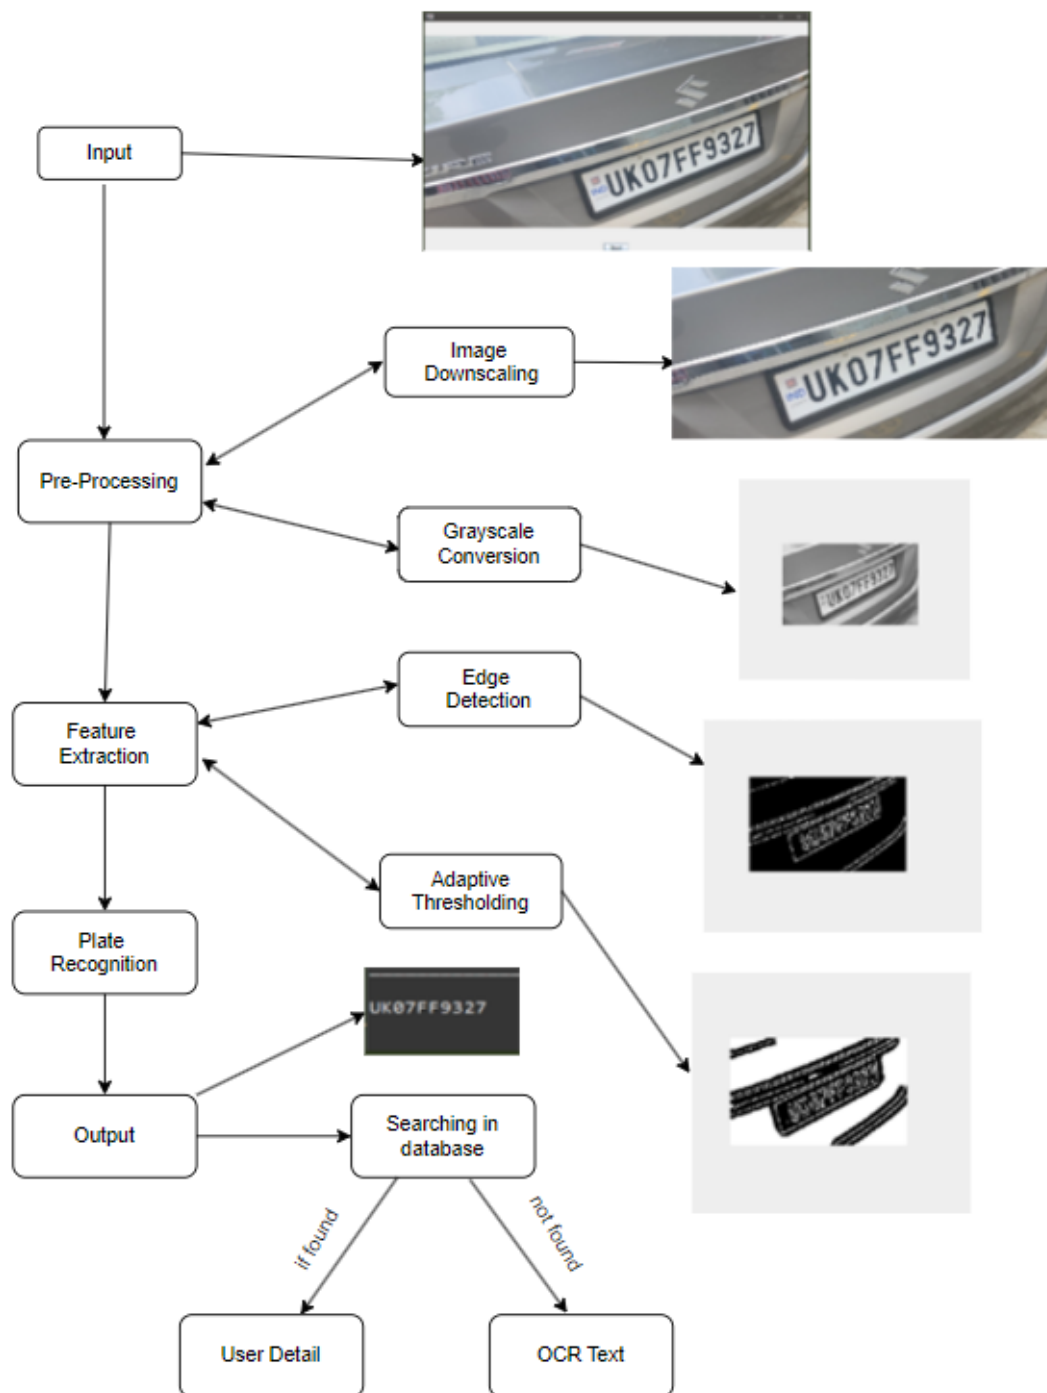 UK07FF9327
Input
Image
Downscaling
UK07FF9327
Pre-Processing
Grayscale
Conversion
UK07FF9327
Edge
Detection
Feature
Extraction
Adaptive
Thresholding
Plate
Recognition
UK07FF9327
Output
Searching in
database
if found
not found
User Detail
OCR Text